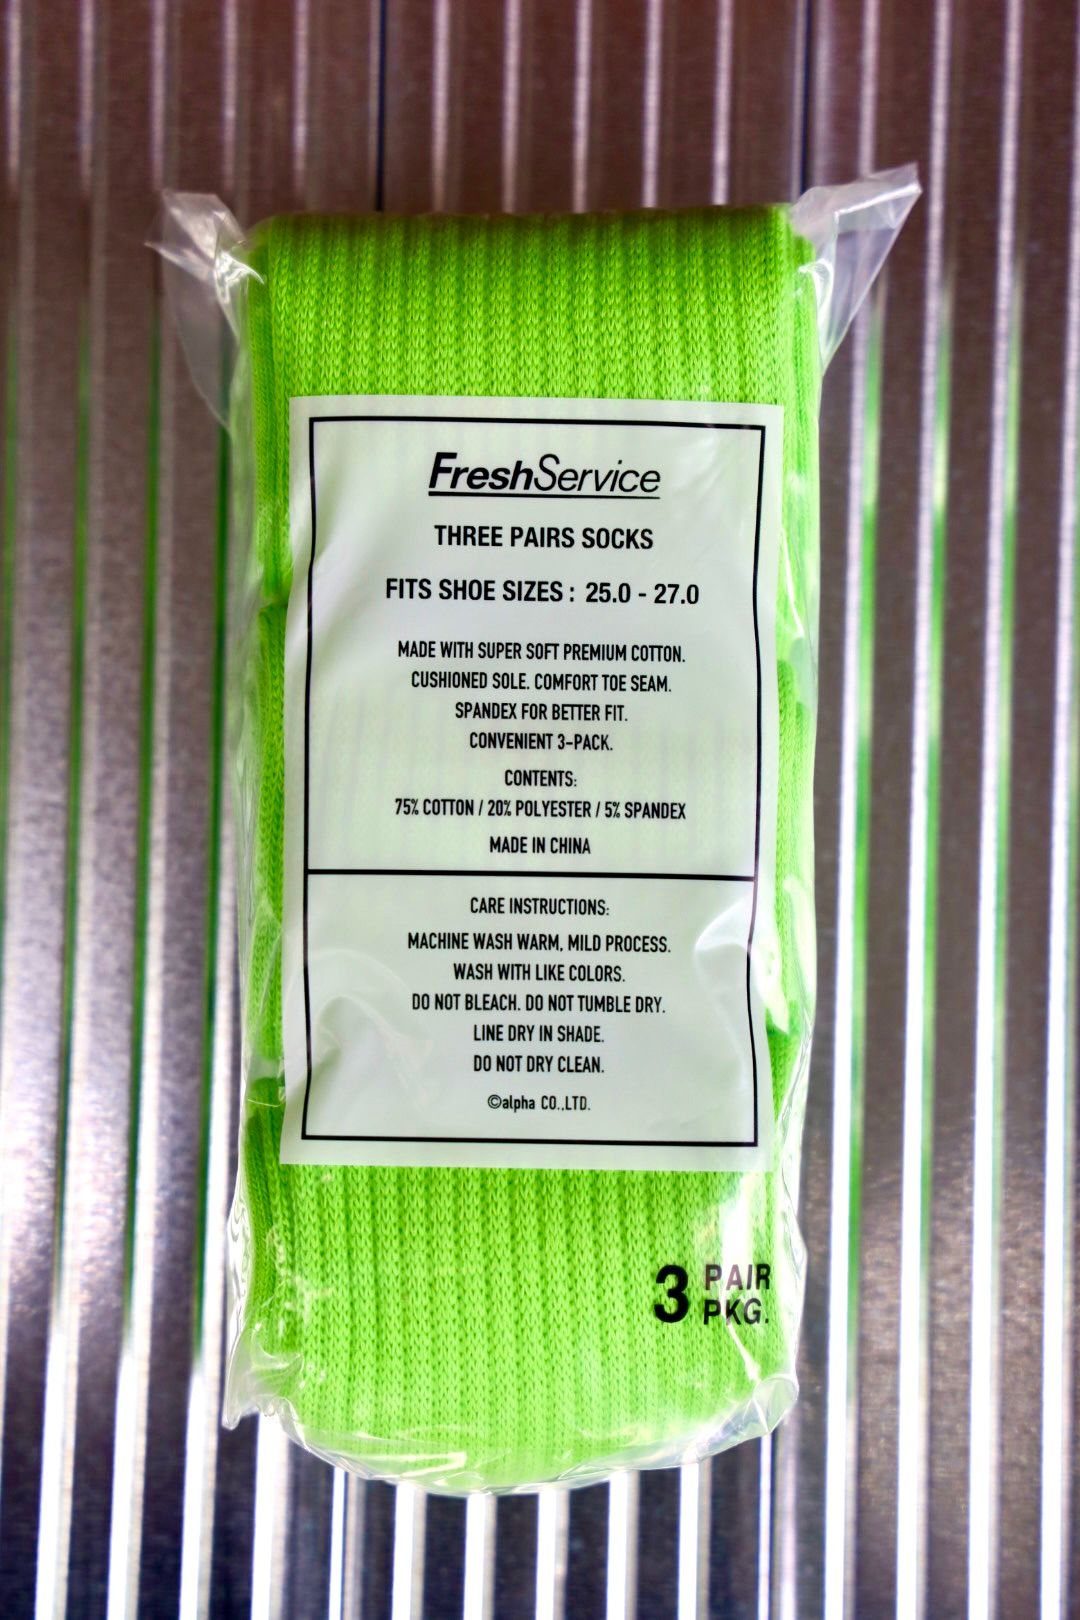 FreshService
THREE PAIRS SOCKS
FITS SHOE SIZES : 25.0 - 27.0
MADE WITH SUPER SOFT PREMIUM COTTON.
CUSHIONED SOLE. COMFORT TOE SEAM.
SPANDEX FOR BETTER FIT.
CONVENIENT 3-PACK.
CONTENTS:
75% COTTON / 20% POLYESTER / 5% SPANDEX
MADE IN CHINA
CARE INSTRUCTIONS:
MACHINE WASH WARM, MILD PROCESS.
WASH WITH LIKE COLORS.
DO NOT BLEACH. DO NOT TUMBLE DRY.
LINE DRY IN SHADE.
DO NOT DRY CLEAN.
©alpha CO.,LTD.
3 PAIR
PKG.